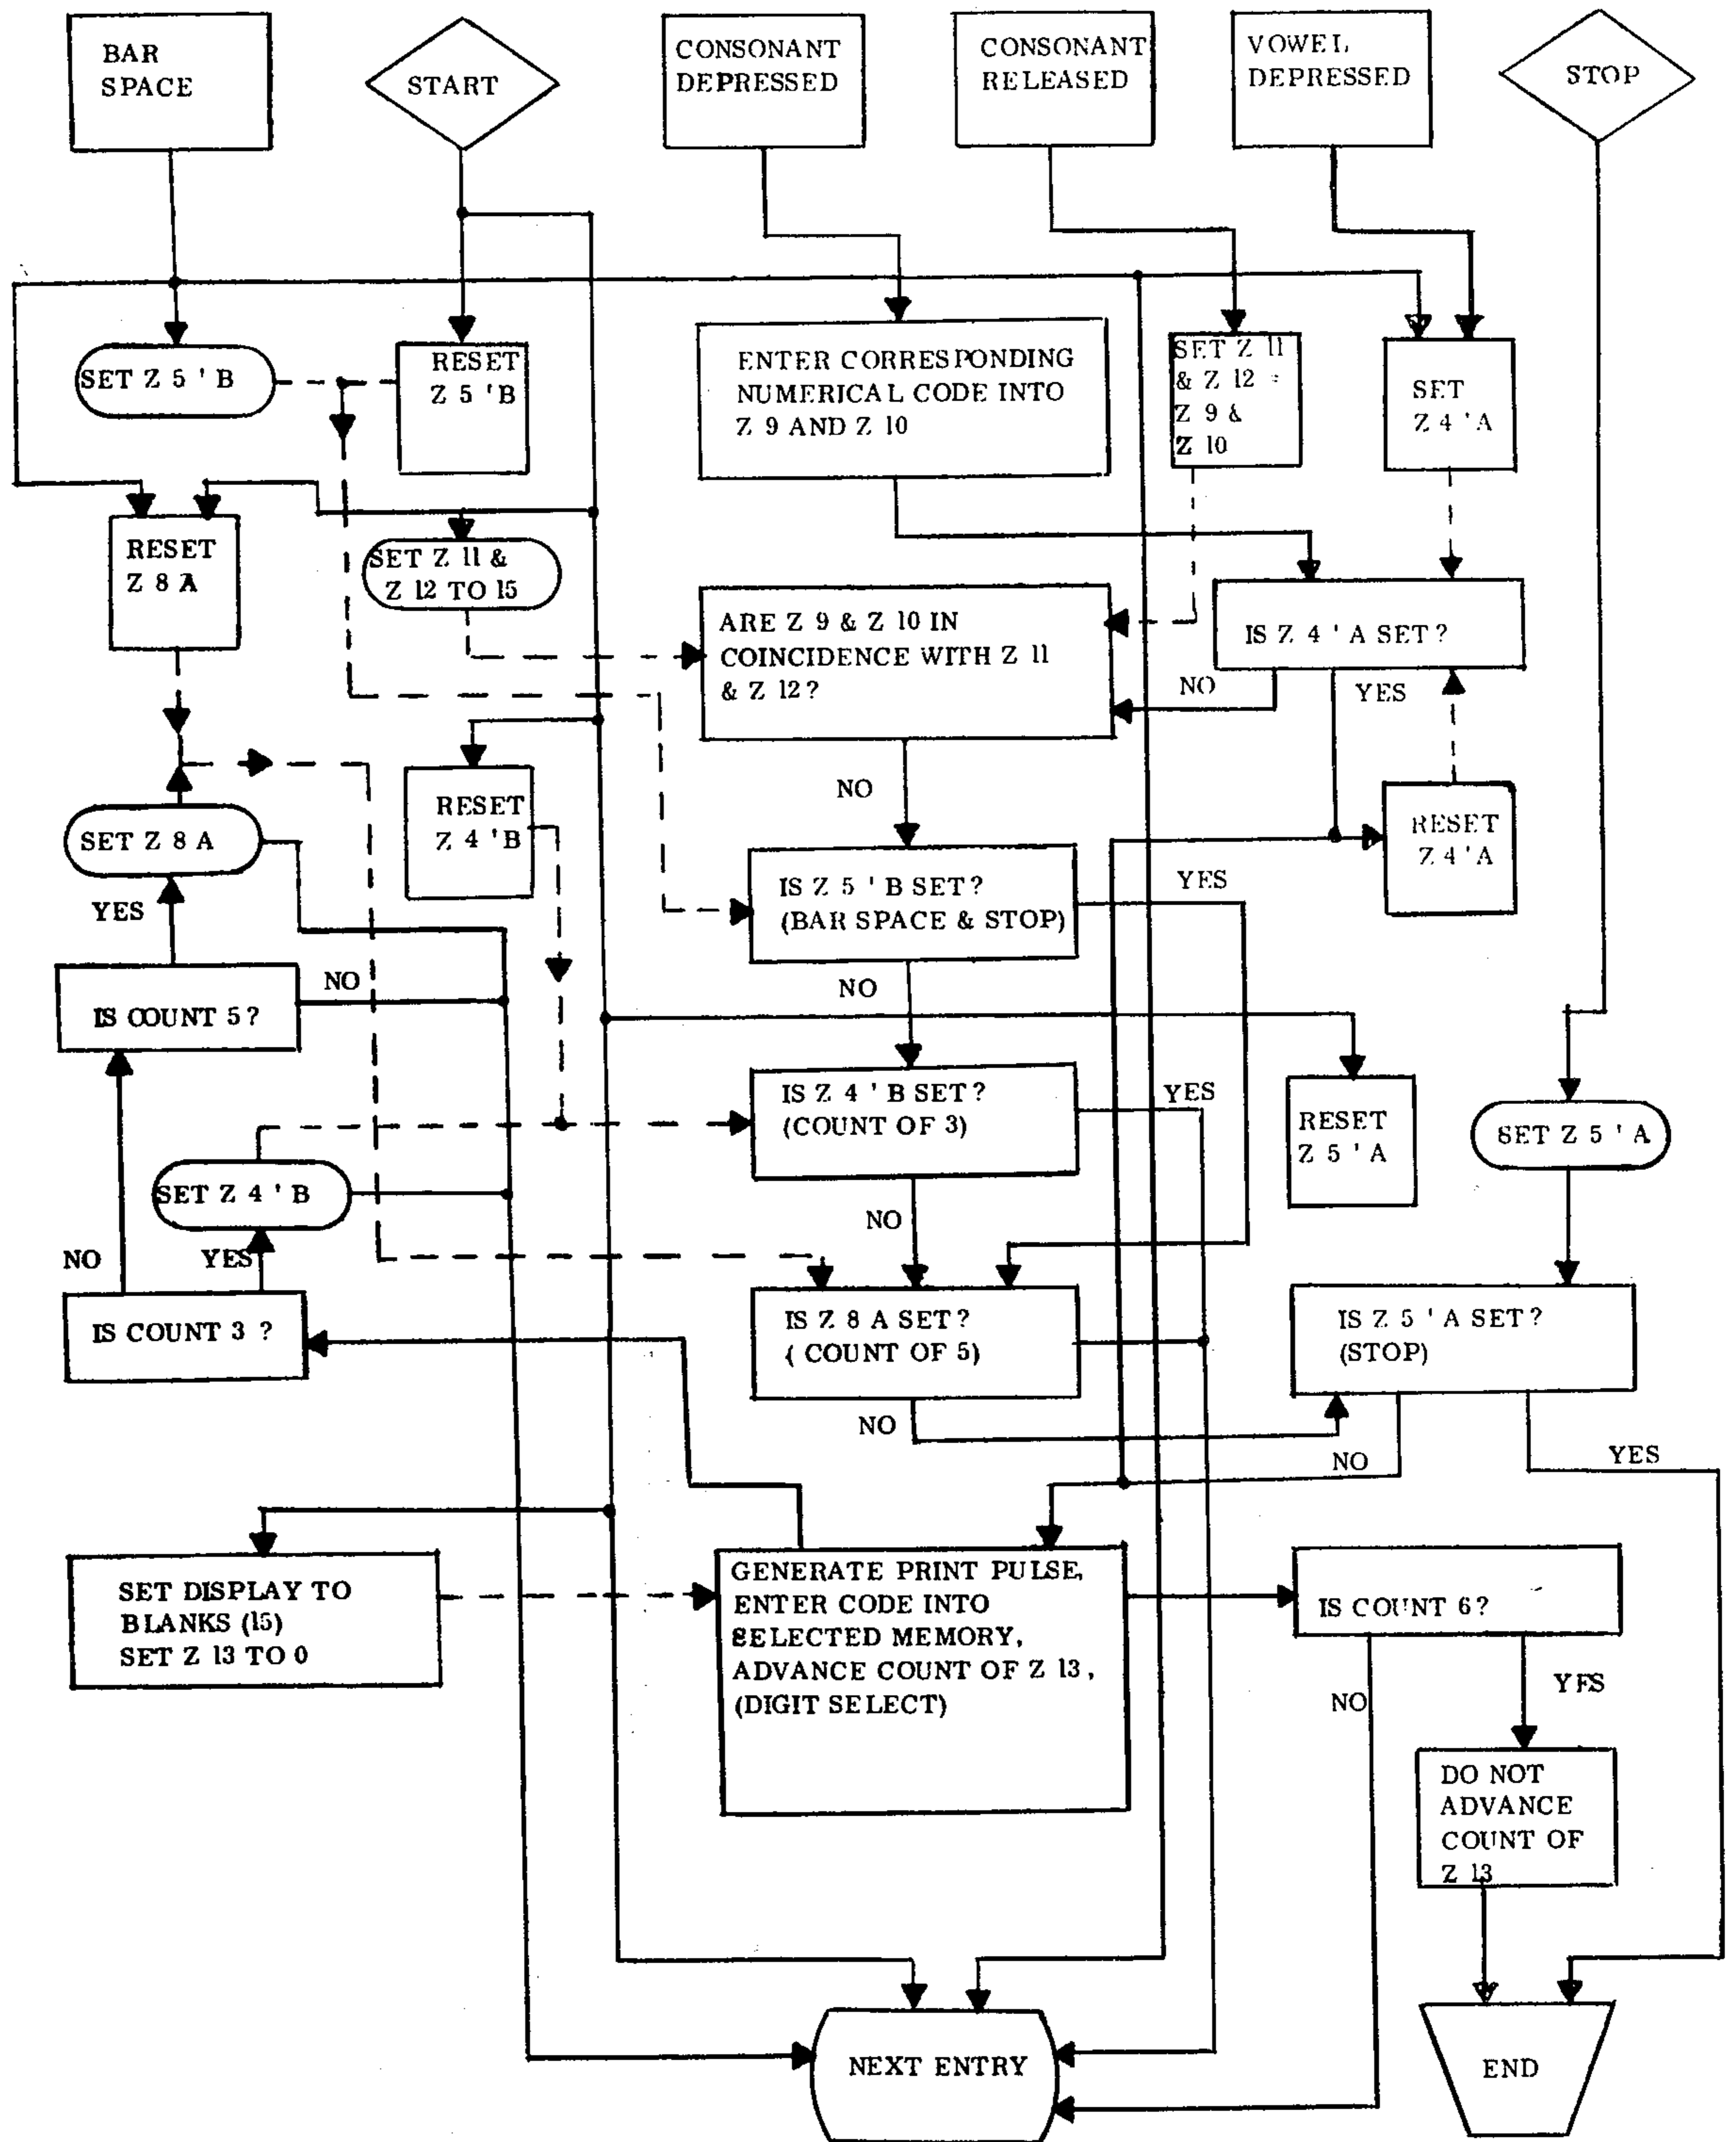 BAR
SPACE
START
CONSONANT
DEPRESSED
CONSONANT
RELEASED
VOWEL
DEPRESSED
STOP
SET Z 5 ' B
RESET
Z 5 ' B
ENTER CORRESPONDING
NUMERICAL CODE INTO
Z 9 AND Z 10
SET Z 11
& Z 12 =
Z 9 &
Z 10
SET
Z 4 ' A
RESET
Z 8 A
SET Z 11 &
Z 12 TO 15
ARE Z 9 & Z 10 IN
COINCIDENCE WITH Z 11
& Z 12 ?
IS Z 4 ' A SET ?
NO
YES
NO
RESET
Z 4 ' B
RESET
Z 4 ' A
SET Z 8 A
YES
IS Z 5 ' B SET ?
(BAR SPACE & STOP)
YES
NO
IS COUNT 5 ?
NO
IS Z 4 ' B SET ?
(COUNT OF 3)
YES
RESET
Z 5 ' A
SET Z 5 ' A
SET Z 4 ' B
NO
NO
YES
IS COUNT 3 ?
IS Z 8 A SET ?
( COUNT OF 5)
IS Z 5 ' A SET ?
(STOP)
NO
NO
YES
SET DISPLAY TO
BLANKS (15)
SET Z 13 TO 0
GENERATE PRINT PULSE,
ENTER CODE INTO
SELECTED MEMORY,
ADVANCE COUNT OF Z 13 ,
(DIGIT SELECT)
IS COUNT 6 ?
NO
YES
DO NOT
ADVANCE
COUNT OF
Z 13
NEXT ENTRY
END